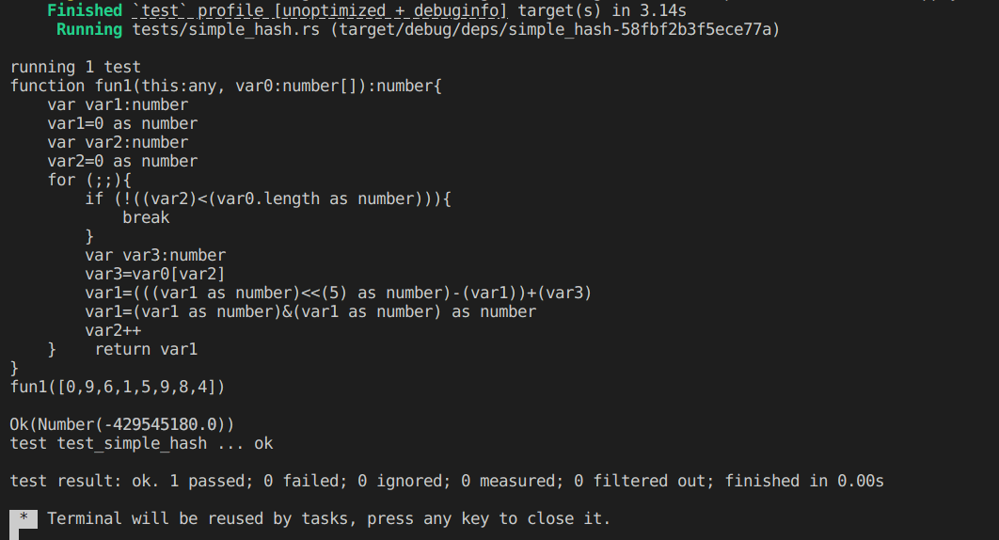 Finished `test` profile [unoptimized + debuginfo] target(s) in 3.14s
Running tests/simple_hash.rs (target/debug/deps/simple_hash-58fbf2b3f5ece77a)
running 1 test
function fun1(this:any, var0:number[]):number{
    var var1:number
    var1=0 as number
    var var2:number
    var2=0 as number
    for (;;){
        if (!((var2)<(var0.length as number))){
            break
        }
        var var3:number
        var3=var0[var2]
        var1=(((var1 as number)<<(5) as number)-(var1))+(var3)
        var1=(var1 as number)&(var1 as number) as number
        var2++
    }    return var1
}
fun1([0,9,6,1,5,9,8,4])
Ok(Number(-429545180.0))
test test_simple_hash ... ok
test result: ok. 1 passed; 0 failed; 0 ignored; 0 measured; 0 filtered out; finished in 0.00s
* Terminal will be reused by tasks, press any key to close it.